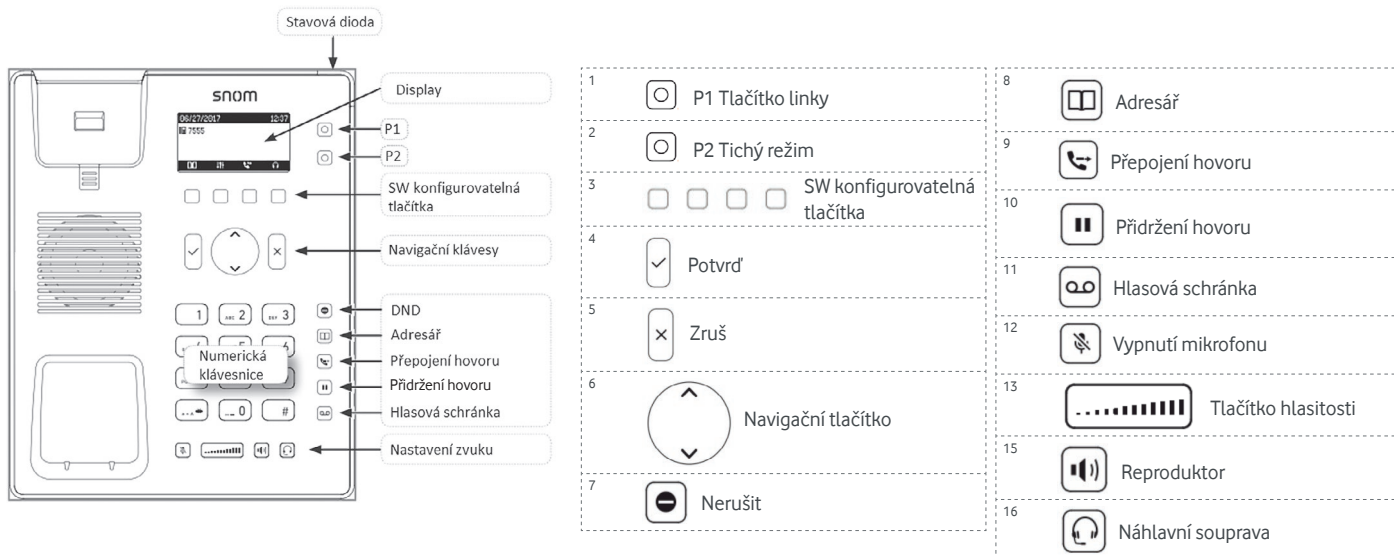 Stavová dioda
snom
06/27/2017 12:37
7555
Display
P1
P2
SW konfigurovatelná
tlačítka
Navigační klávesy
1 ABC 2 DEF 3
DND
Adresář
5 6
Numerická
klávesnice
Přepojení hovoru
Přidržení hovoru
0 #
Hlasová schránka
Nastavení zvuku
1
P1 Tlačítko linky
2
P2 Tichý režim
3
SW konfigurovatelná
tlačítka
4
Potvrď
5
Zruš
6
Navigační tlačítko
7
Nerušit
8
Adresář
9
Přepojení hovoru
10
Přidržení hovoru
11
Hlasová schránka
12
Vypnutí mikrofonu
13
Tlačítko hlasitosti
15
Reproduktor
16
Náhlavní souprava